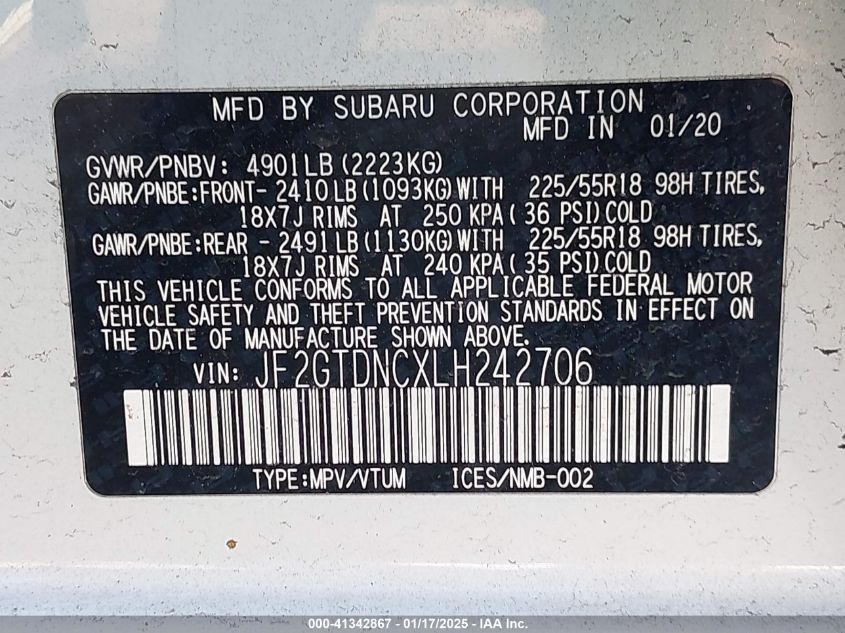 MFD BY SUBARU CORPORATION
MFD IN 01/20
GVWR/PNBV: 4901LB (2223KG)
GAWR/PNBE:FRONT- 2410 LB (1093KG) WITH 225/55R18 98H TIRES,
18X7J RIMS AT 250 KPA ( 36 PSI) COLD
GAWR/PNBE:REAR - 2491 LB (1130KG) WITH 225/55R18 98H TIRES,
18X7J RIMS AT 240 KPA ( 35 PSI) COLD
THIS VEHICLE CONFORMS TO ALL APPLICABLE FEDERAL MOTOR
VEHICLE SAFETY AND THEFT PREVENTION STANDARDS IN EFFECT ON
THE DATE OF MANUFACTURE SHOWN ABOVE.
VIN: JF2GTDNCXLH242706
TYPE:MPV/VTUM ICES/NMB-002
000-41342867 - 01/17/2025 - IAA Inc.